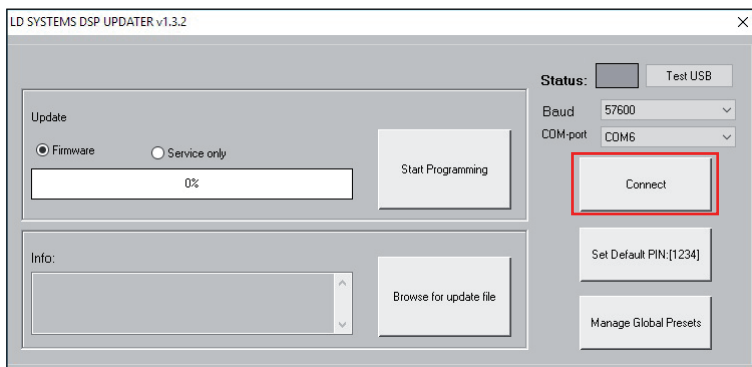 LD SYSTEMS DSP UPDATER v1.3.2
Status:
Test USB
Update
Baud
57600
Firmware
Service only
COM-port
COM6
0%
Start Programming
Connect
Info:
Set Default PIN:[1234]
Browse for update file
Manage Global Presets